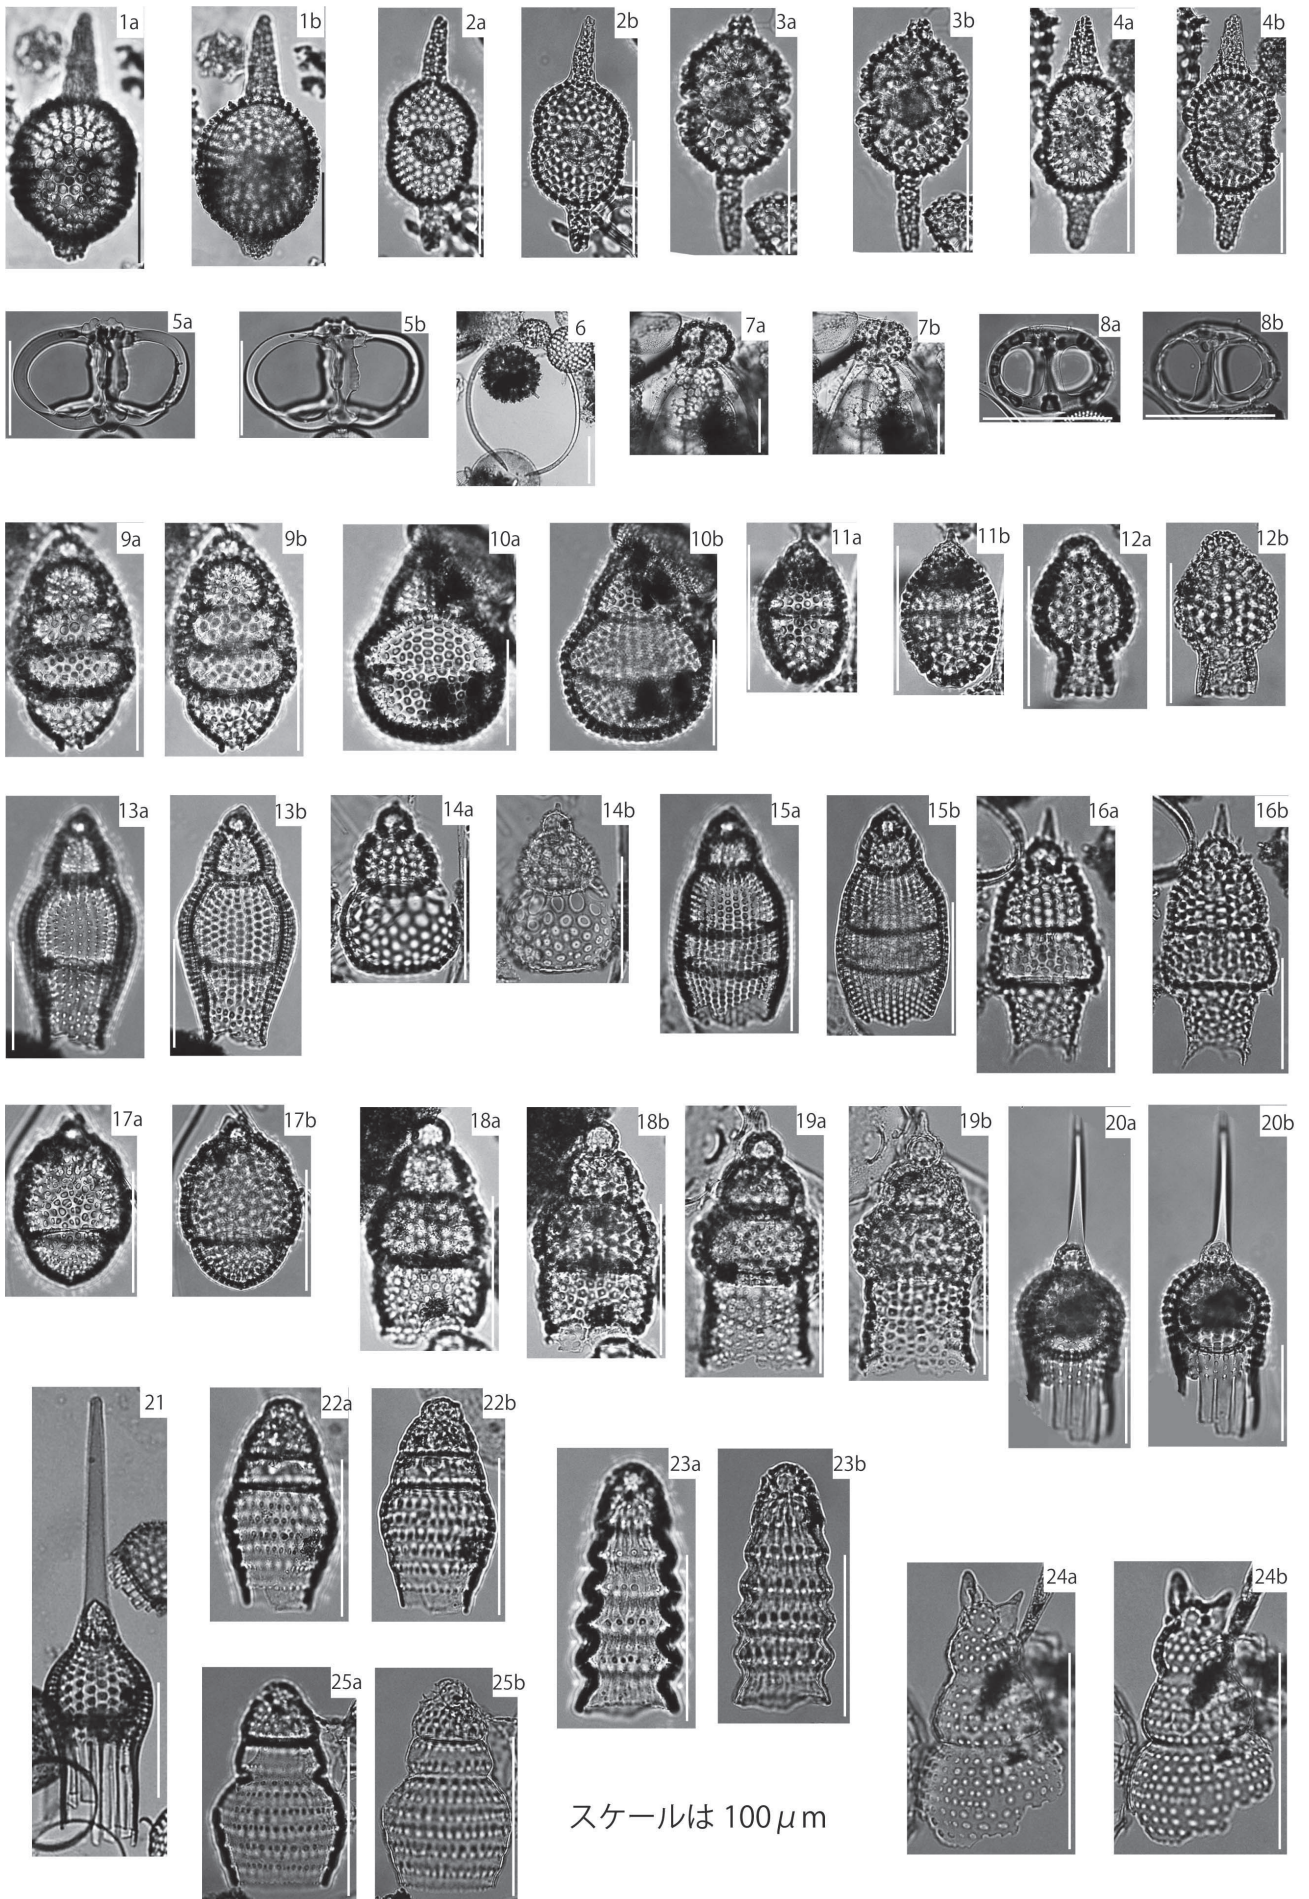 1a 1b 2a 2b 3a 3b 4a 4b
5a 5b 6 7a 7b 8a 8b
9a 9b 10a 10b 11a 11b 12a 12b
13a 13b 14a 14b 15a 15b 16a 16b
17a 17b 18a 18b 19a 19b 20a 20b
21 22a 22b 23a 23b 24a 24b
25a 25b
スケールは 100 μ m